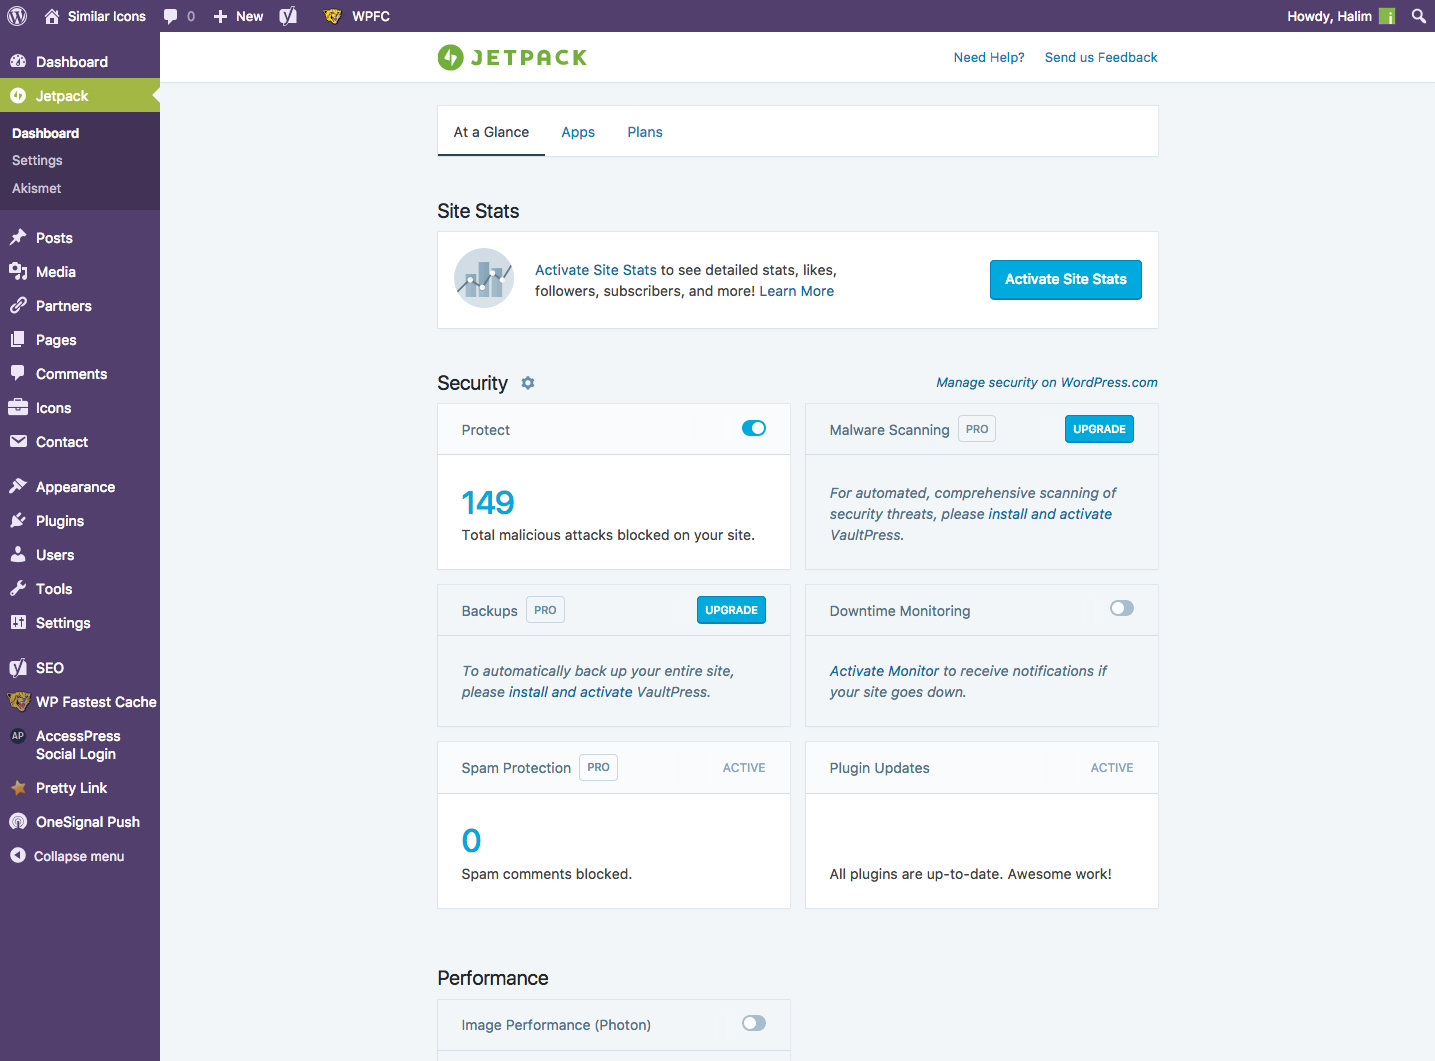 Similar Icons 0 New WPFC Howdy, Halim
Dashboard
Jetpack
Dashboard
Settings
Akismet
Posts
Media
Partners
Pages
Comments
Icons
Contact
Appearance
Plugins
Users
Tools
Settings
SEO
WP Fastest Cache
AP AccessPress
Social Login
Pretty Link
OneSignal Push
Collapse menu
JETPACK Need Help? Send us Feedback
At a Glance Apps Plans
Site Stats
Activate Site Stats to see detailed stats, likes,
followers, subscribers, and more! Learn More
Activate Site Stats
Security Manage security on WordPress.com
Protect
149
Total malicious attacks blocked on your site.
Malware Scanning PRO UPGRADE
For automated, comprehensive scanning of
security threats, please install and activate
VaultPress.
Backups PRO UPGRADE
To automatically back up your entire site,
please install and activate VaultPress.
Downtime Monitoring
Activate Monitor to receive notifications if
your site goes down.
Spam Protection PRO ACTIVE
0
Spam comments blocked.
Plugin Updates ACTIVE
All plugins are up-to-date. Awesome work!
Performance
Image Performance (Photon)